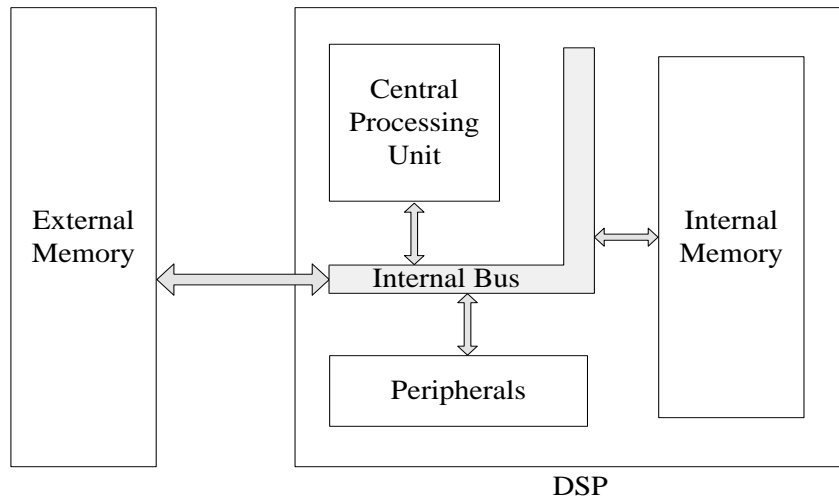 External
Memory
Central
Processing
Unit
Internal Bus
Peripherals
Internal
Memory
DSP